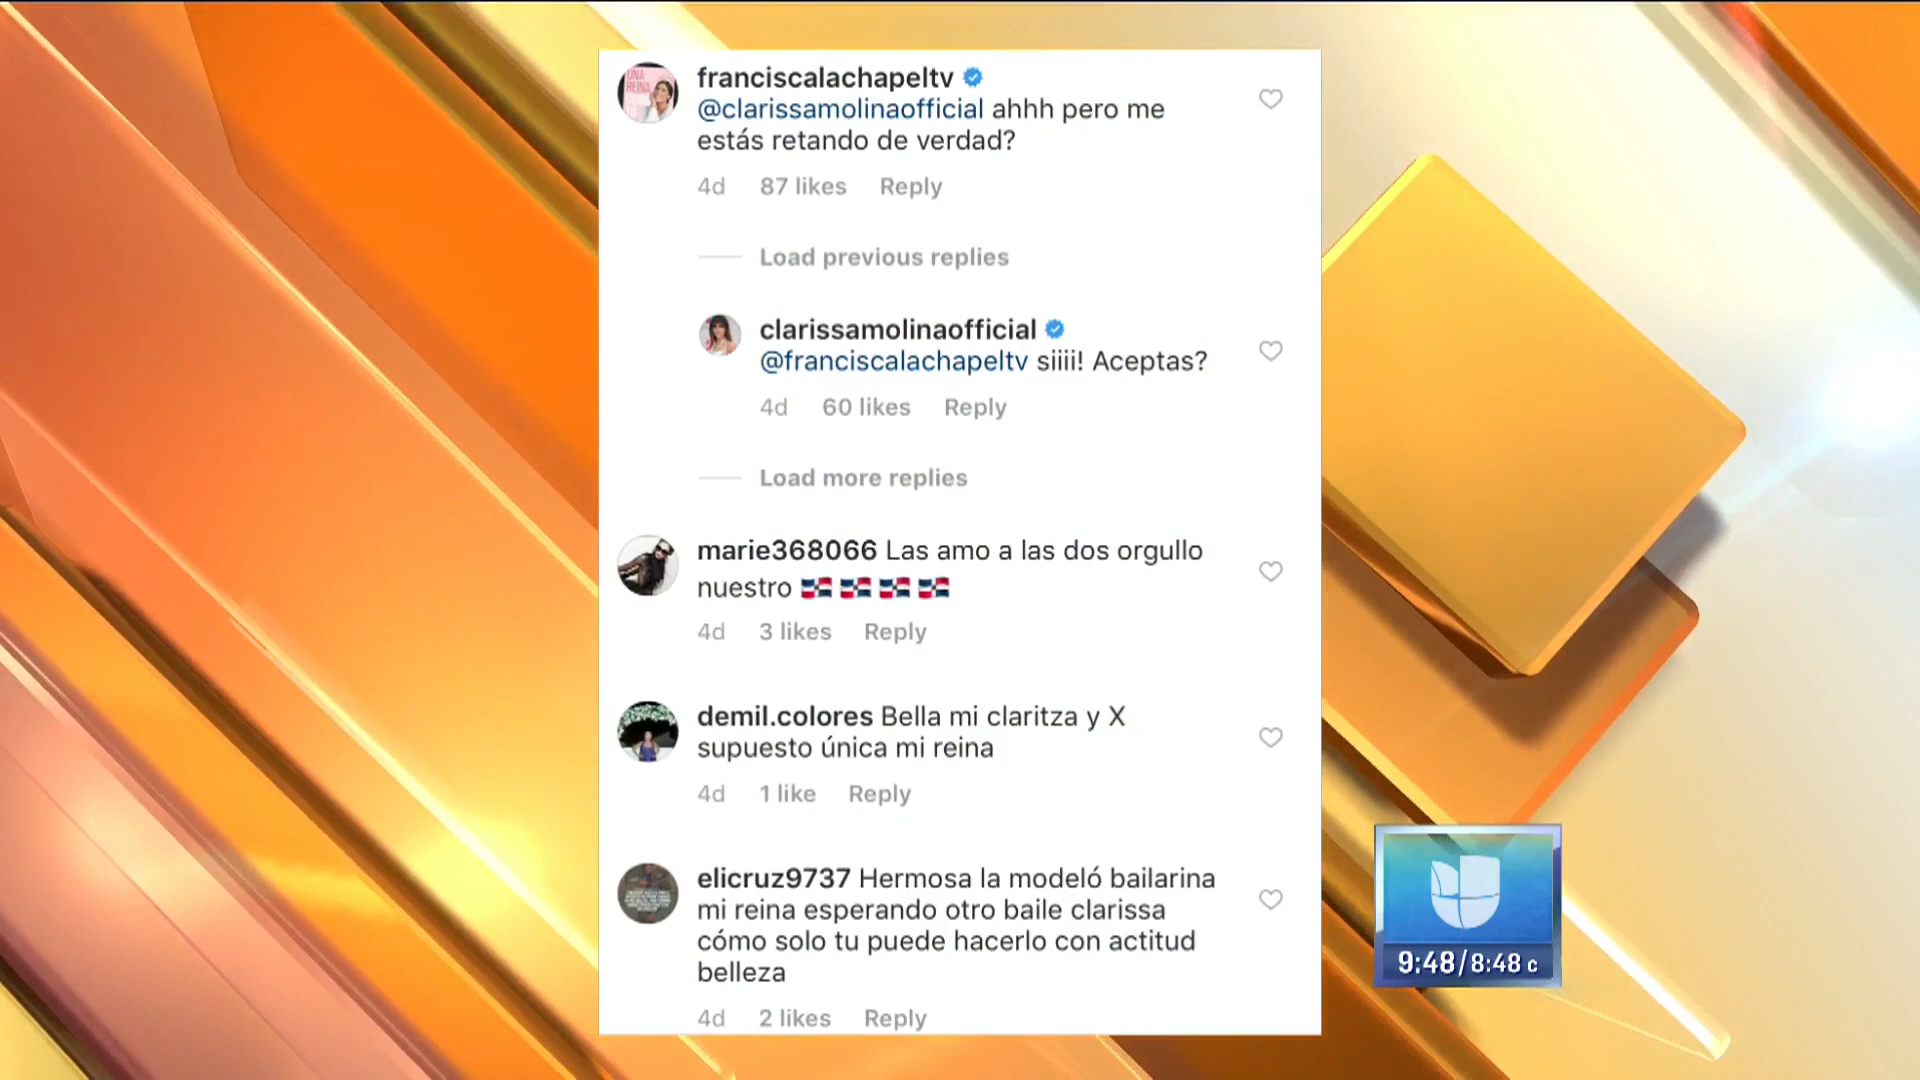 UNA
REINA
franciscalachapeltv
@clarissamolinaofficial ahhh pero me
estás retando de verdad?
4d 87 likes Reply
Load previous replies
clarissamolinaofficial
@franciscalachapeltv siiii! Aceptas?
4d 60 likes Reply
Load more replies
marie368066 Las amo a las dos orgullo
nuestro 🇩🇴 🇩🇴 🇩🇴 🇩🇴
4d 3 likes Reply
demil.colores Bella mi claritza y X
supuesto única mi reina
4d 1 like Reply
elicruz9737 Hermosa la modeló bailarina
mi reina esperando otro baile clarissa
cómo solo tu puede hacerlo con actitud
belleza
4d 2 likes Reply
9:48/8:48 c